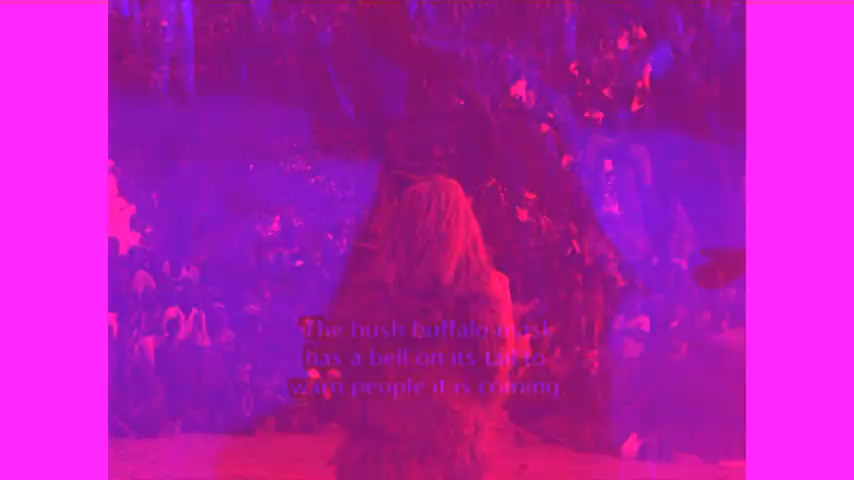 The bush buffalo mask
has a bell on its tail to
warn people it is coming